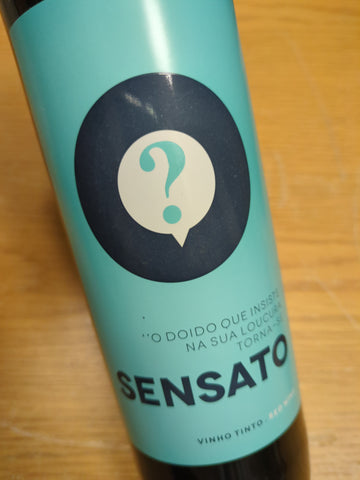 ?
"O DOIDO QUE INSISTE
NA SUA LOUCURA
TORNA-SE
SENSATO
VINHO TINTO RED WINE